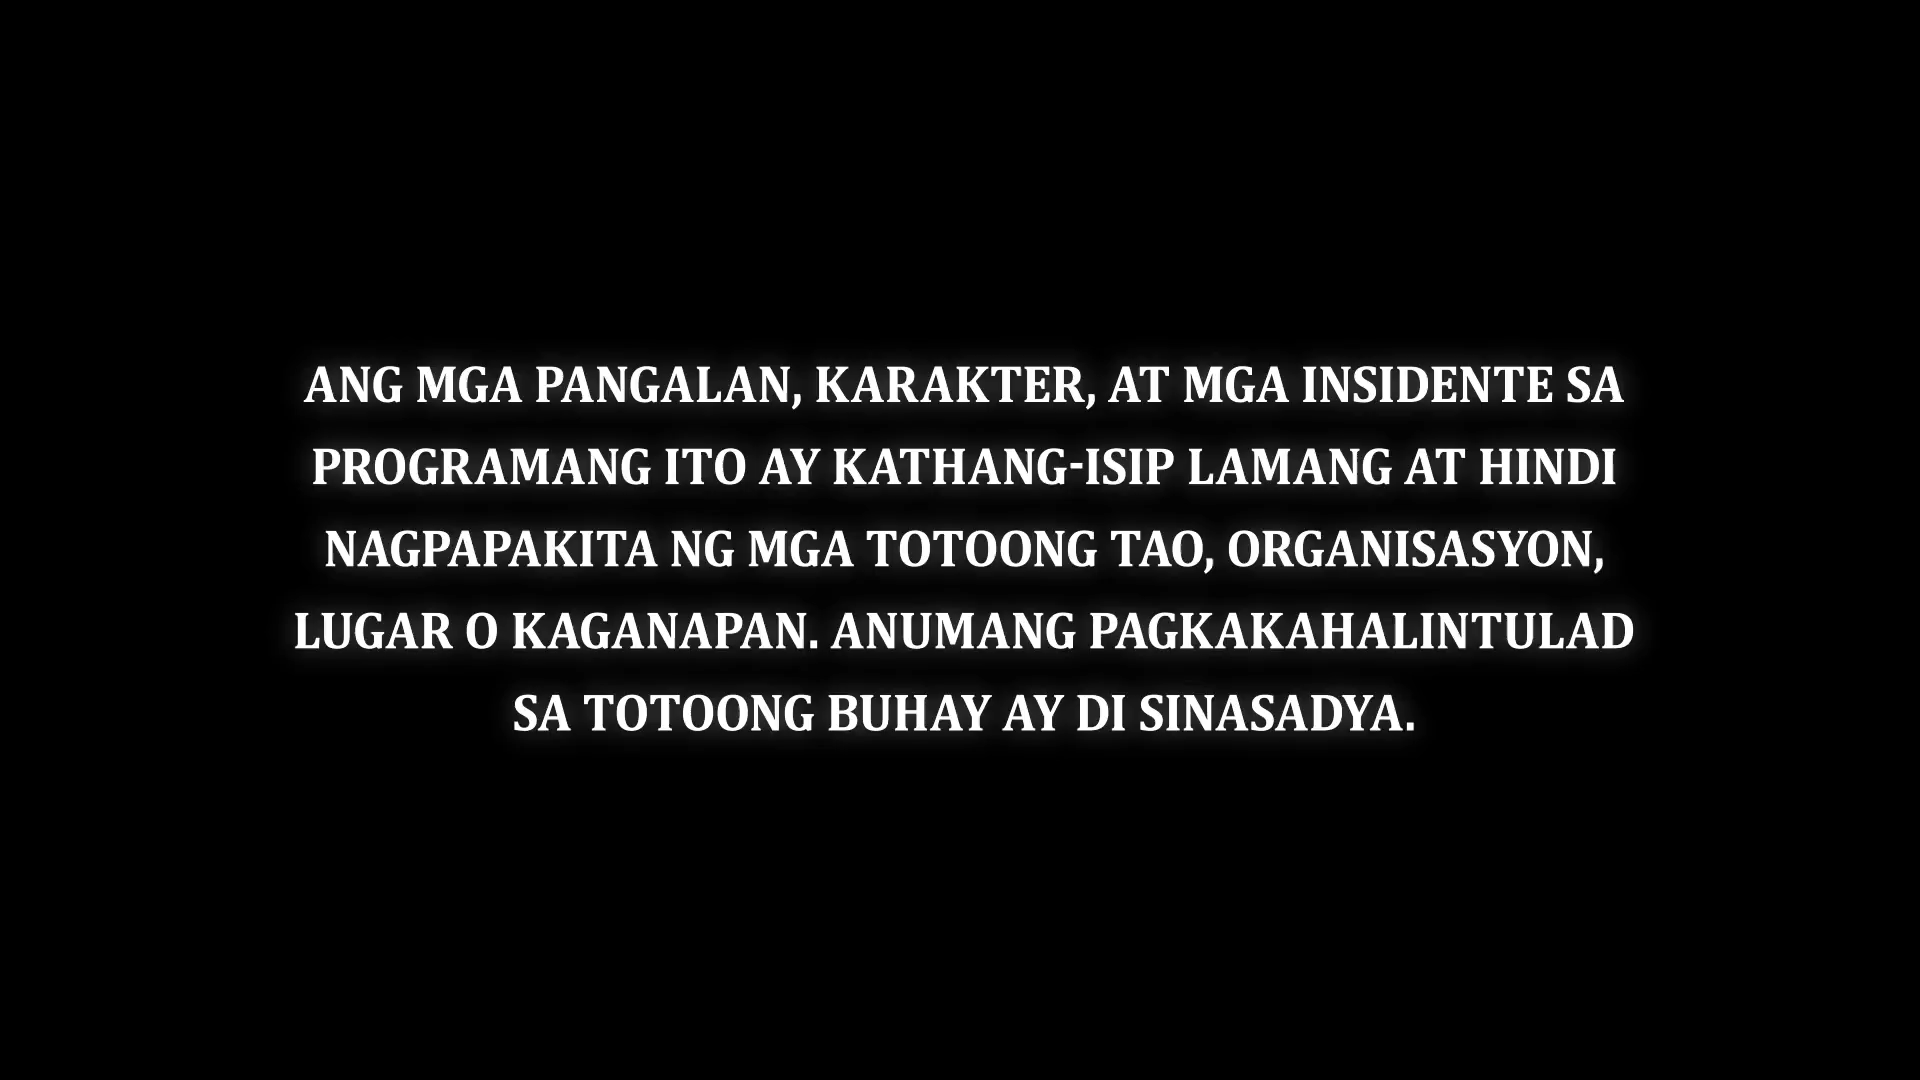 ANG MGA PANGALAN, KARAKTER, AT MGA INSIDENTE SA
PROGRAMANG ITO AY KATHANG-ISIP LAMANG AT HINDI
NAGPAPAKITA NG MGA TOTOONG TAO, ORGANISASYON,
LUGAR O KAGANAPAN. ANUMANG PAGKAKAHALINTULAD
SA TOTOONG BUHAY AY DI SINASADYA.